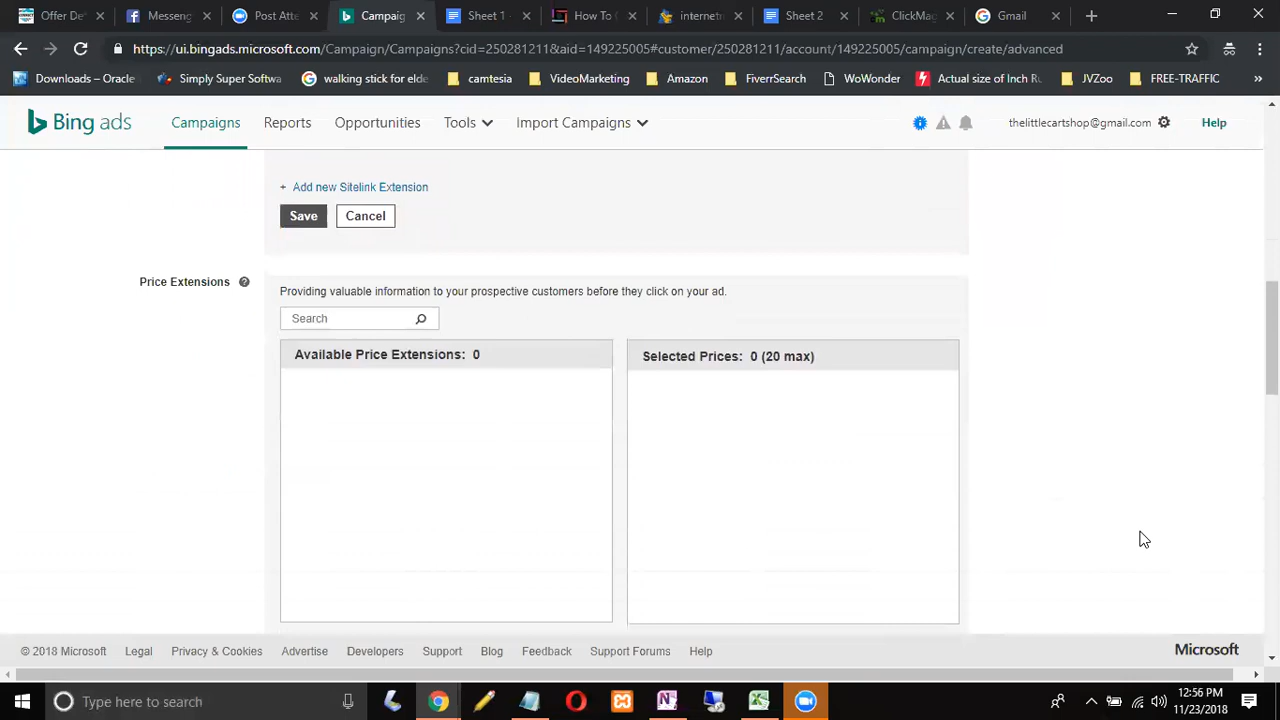 Offer De
Messeng
Post Atte
Campaig
Sheet 1 -
How To (
internetm
Sheet 2
ClickMag
Gmail
https://ui.bingads.microsoft.com/Campaign/Campaigns?cid=250281211&aid=149225005#customer/250281211/account/149225005/campaign/create/advanced
Downloads – Oracle Simply Super Softwa walking stick for elde camtesia VideoMarketing Amazon FiverrSearch WoWonder Actual size of Inch Ru JVZoo FREE-TRAFFIC »
Bing ads Campaigns Reports Opportunities Tools Import Campaigns thelittlecartshop@gmail.com Help
+ Add new Sitelink Extension
Save Cancel
Price Extensions
Providing valuable information to your prospective customers before they click on your ad.
Search
Available Price Extensions: 0
Selected Prices: 0 (20 max)
© 2018 Microsoft Legal Privacy & Cookies Advertise Developers Support Blog Feedback Support Forums Help Microsoft
Type here to search
12:56 PM
11/23/2018